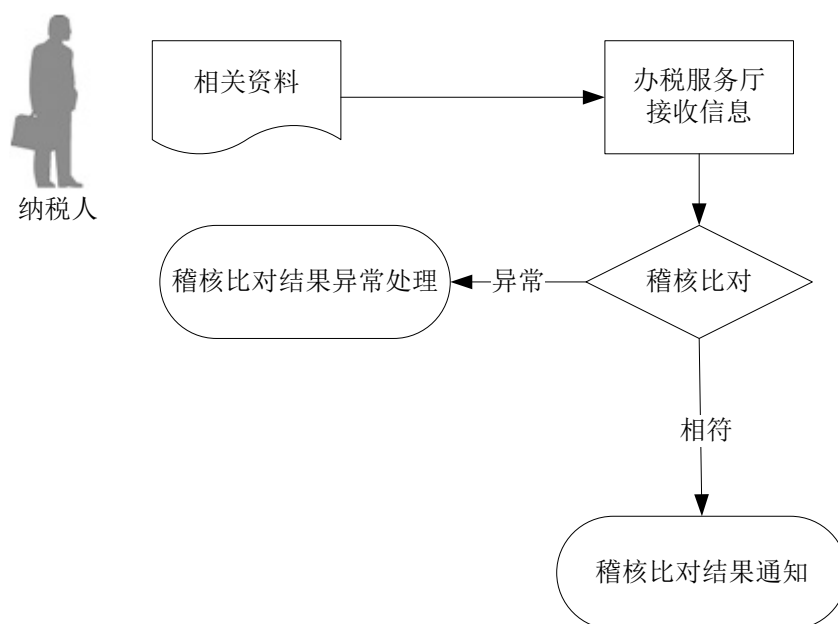 相关资料
办税服务厅
接收信息
纳税人
稽核比对结果异常处理
异常
稽核比对
相符
稽核比对结果通知